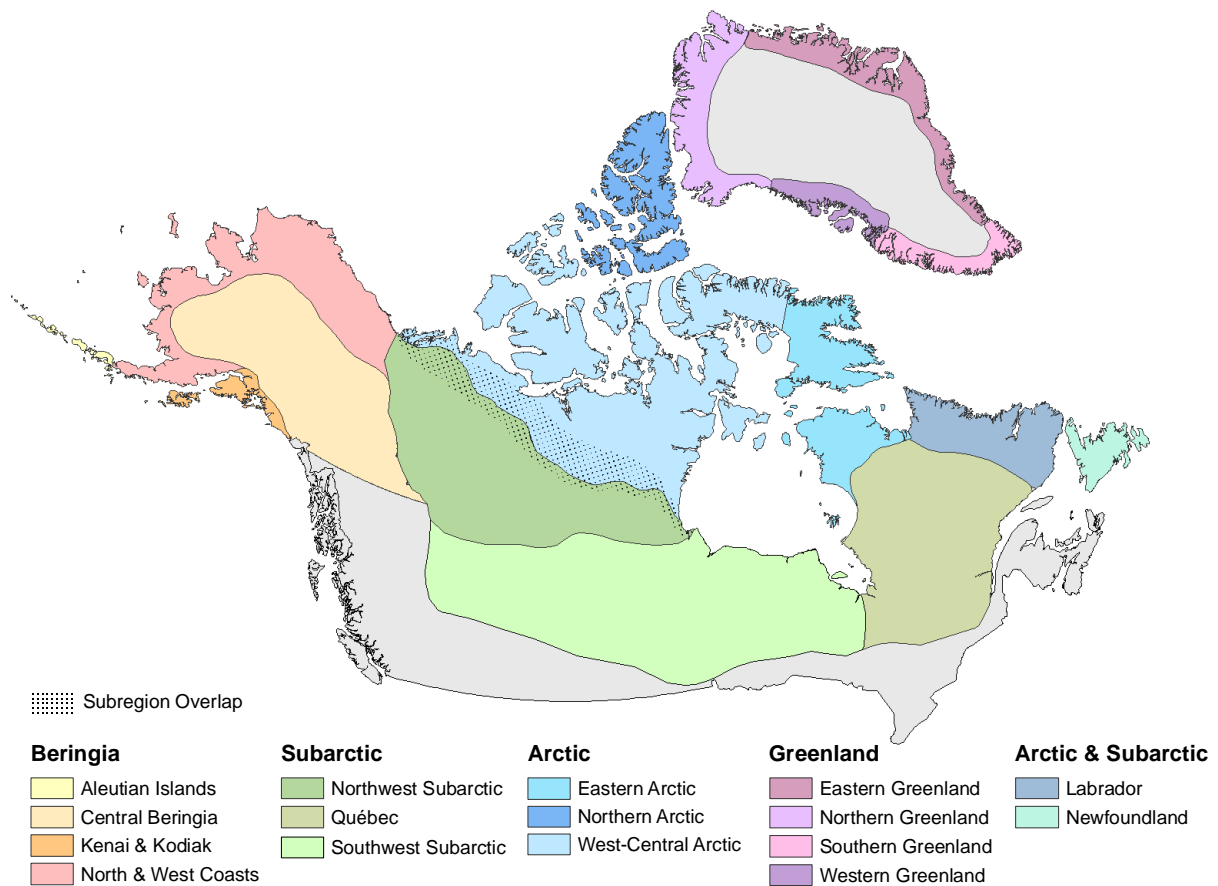 Subregion Overlap
Beringia
Aleutian Islands
Central Beringia
Kenai & Kodiak
North & West Coasts
Subarctic
Northwest Subarctic
Québec
Southwest Subarctic
Arctic
Eastern Arctic
Northern Arctic
West-Central Arctic
Greenland
Eastern Greenland
Northern Greenland
Southern Greenland
Western Greenland
Arctic & Subarctic
Labrador
Newfoundland